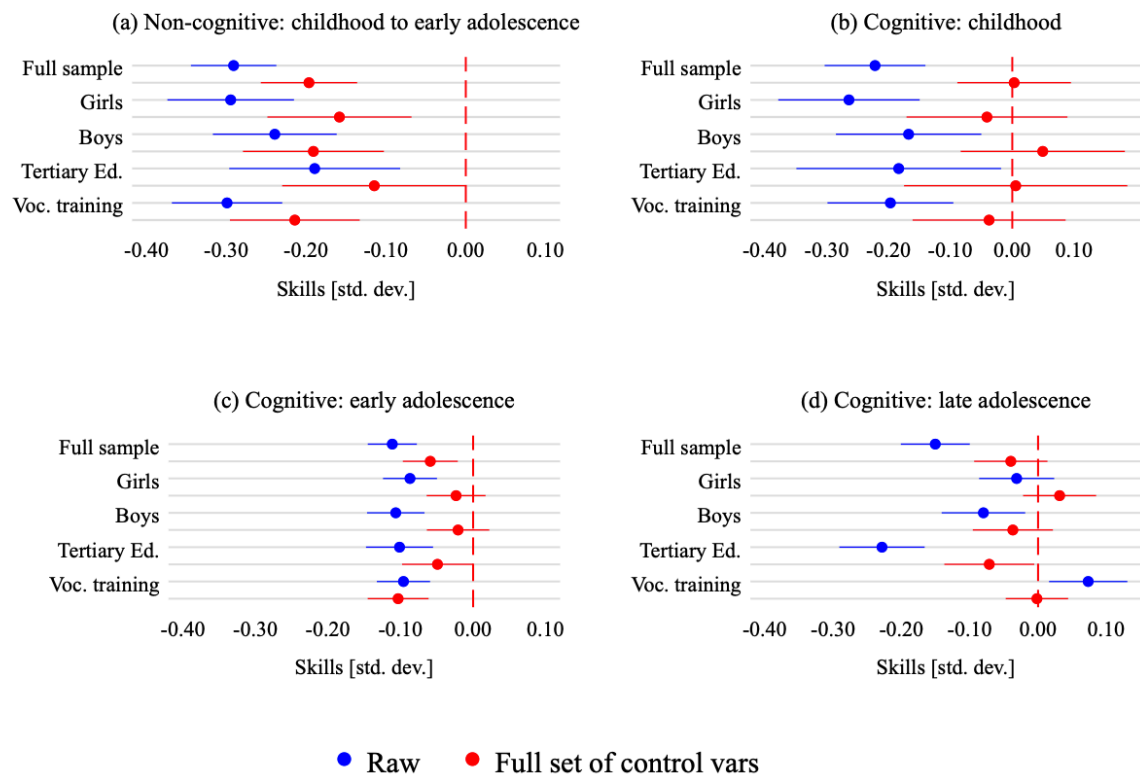 (a) Non-cognitive: childhood to early adolescence
Full sample
Girls
Boys
Tertiary Ed.
Voc. training
-0.40 -0.30 -0.20 -0.10 0.00 0.10
Skills [std. dev.]
(b) Cognitive: childhood
Full sample
Girls
Boys
Tertiary Ed.
Voc. training
-0.40 -0.30 -0.20 -0.10 0.00 0.10
Skills [std. dev.]
(c) Cognitive: early adolescence
Full sample
Girls
Boys
Tertiary Ed.
Voc. training
-0.40 -0.30 -0.20 -0.10 0.00 0.10
Skills [std. dev.]
(d) Cognitive: late adolescence
Full sample
Girls
Boys
Tertiary Ed.
Voc. training
-0.40 -0.30 -0.20 -0.10 0.00 0.10
Skills [std. dev.]
Raw Full set of control vars